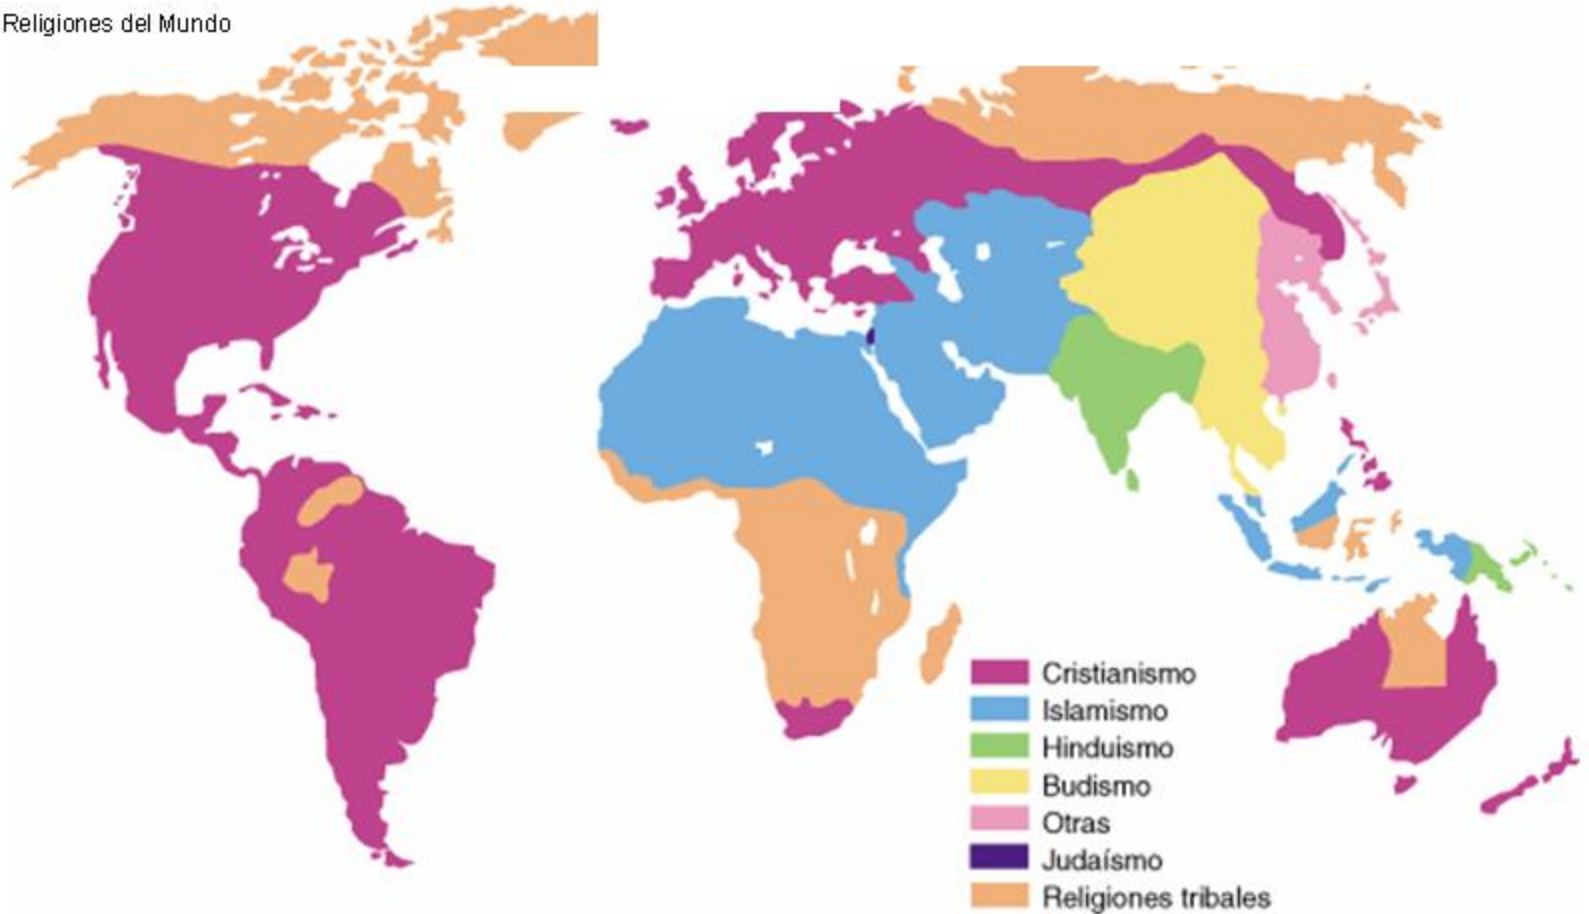 Religiones del Mundo
Cristianismo
Islamismo
Hinduismo
Budismo
Otras
Judaísmo
Religiones tribales